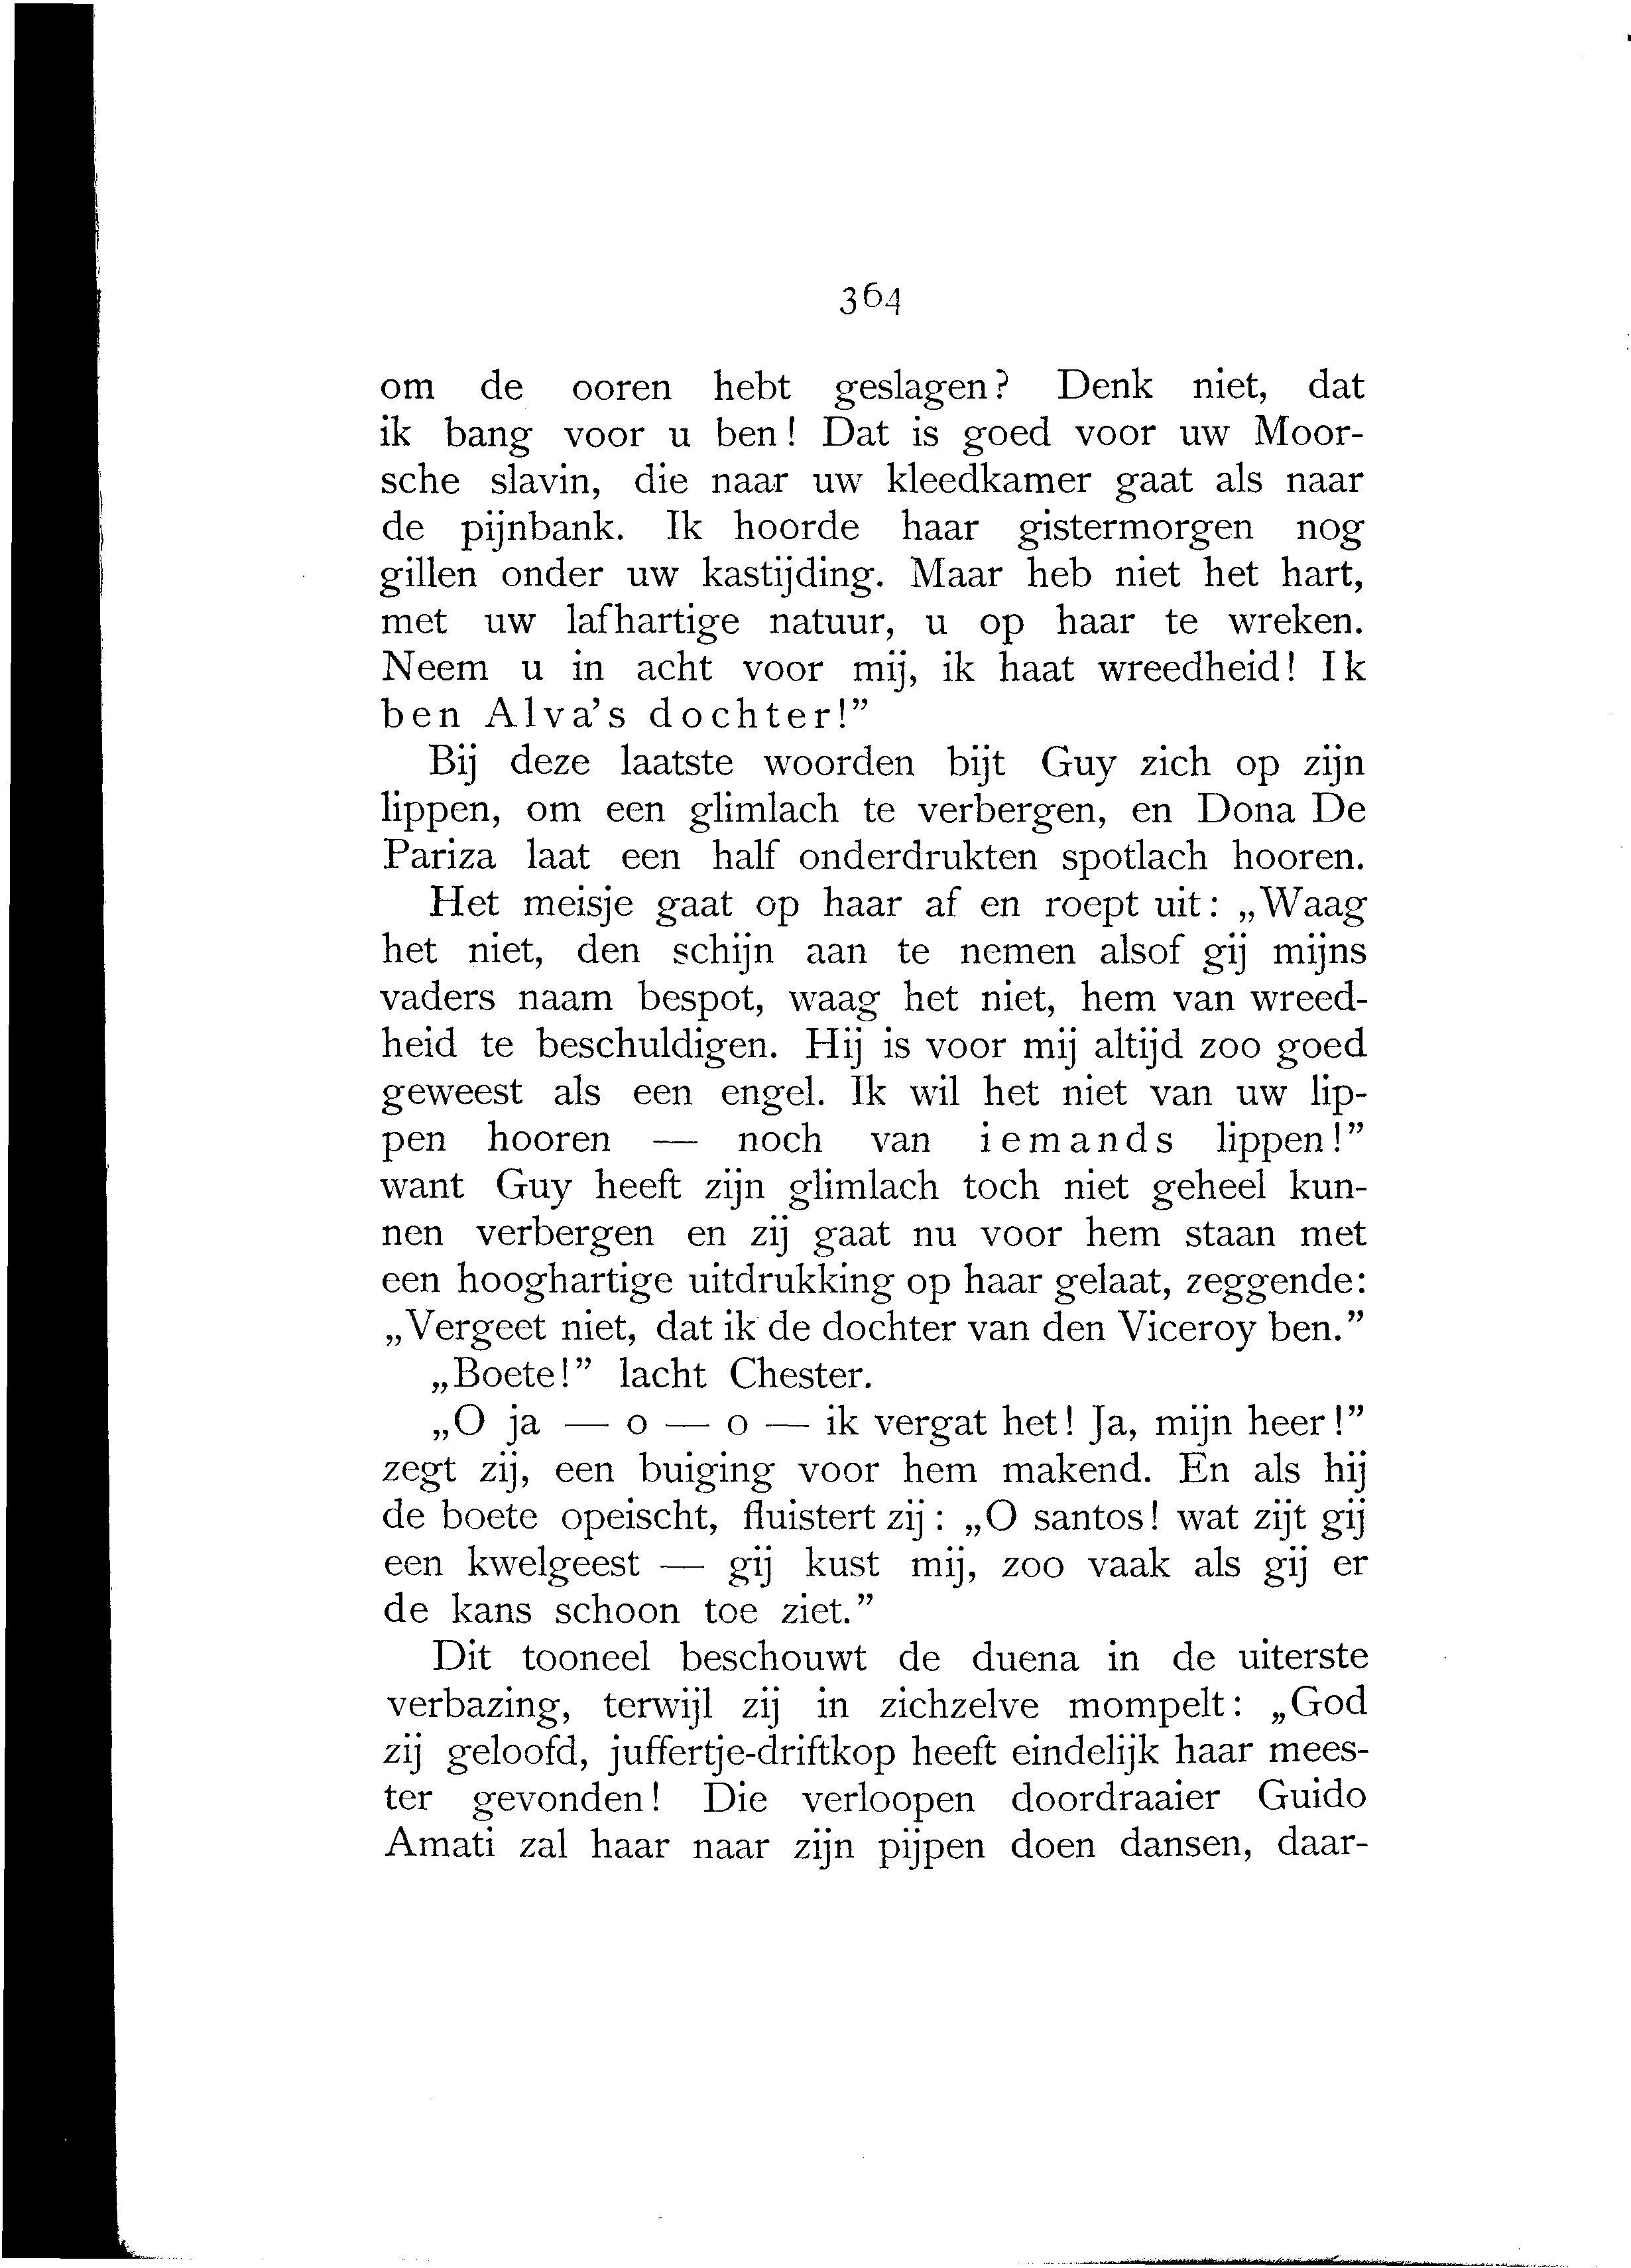 364
om de ooren hebt geslagen? Denk niet, dat
ik bang voor u ben! Dat is goed voor uw Moor-
sche slavin, die naar uw kleedkamer gaat als naar
de pijnbank. Ik hoorde haar gistermorgen nog
gillen onder uw kastijding. Maar heb niet het hart,
met uw lafhartige natuur, u op haar te wreken.
Neem u in acht voor mij, ik haat wreedheid! Ik
ben Alva's dochter!”
Bij deze laatste woorden bijt Guy zich op zijn
lippen, om een glimlach te verbergen, en Dona De
Pariza laat een half onderdrukten spotlach hooren.
Het meisje gaat op haar af en roept uit: „Waag
het niet, den schijn aan te nemen alsof gij mijns
vaders naam bespot, waag het niet, hem van wreed-
heid te beschuldigen. Hij is voor mij altijd zoo goed
geweest als een engel. Ik wil het niet van uw lip-
pen hooren — noch van iemands lippen!”
want Guy heeft zijn glimlach toch niet geheel kun-
nen verbergen en zij gaat nu voor hem staan met
een hooghartige uitdrukking op haar gelaat, zeggende:
„Vergeet niet, dat ik de dochter van den Viceroy ben.”
„Boete!” lacht Chester.
„O ja — o — o — ik vergat het! Ja, mijn heer!”
zegt zij, een buiging voor hem makend. En als hij
de boete opeischt, fluistert zij: „O santos! wat zijt gij
een kwelgeest — gij kust mij, zoo vaak als gij er
de kans schoon toe ziet.”
Dit tooneel beschouwt de duena in de uiterste
verbazing, terwijl zij in zichzelve mompelt: „God
zij geloofd, juffertje-driftkop heeft eindelijk haar mees-
ter gevonden! Die verloopen doordraaier Guido
Amati zal haar naar zijn pijpen doen dansen, daar-